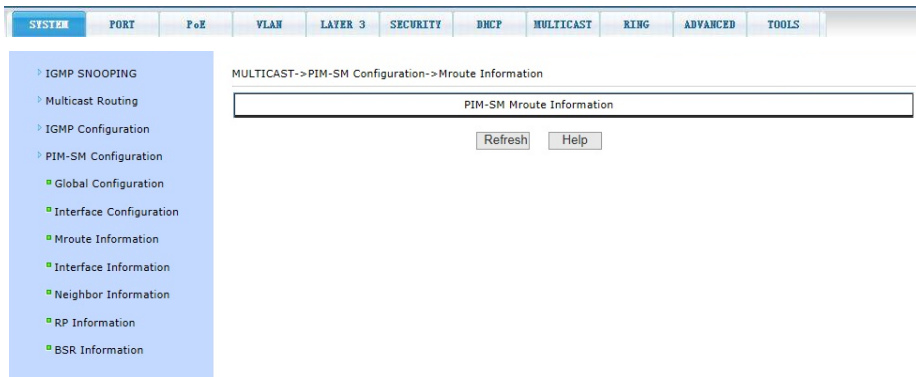 SYSTEM PORT PoE VLAN LAYER 3 SECURITY DHCP MULTICAST RING ADVANCED TOOLS
IGMP SNOOPING
Multicast Routing
IGMP Configuration
PIM-SM Configuration
Global Configuration
Interface Configuration
Mroute Information
Interface Information
Neighbor Information
RP Information
BSR Information
MULTICAST->PIM-SM Configuration->Mroute Information
PIM-SM Mroute Information
Refresh Help